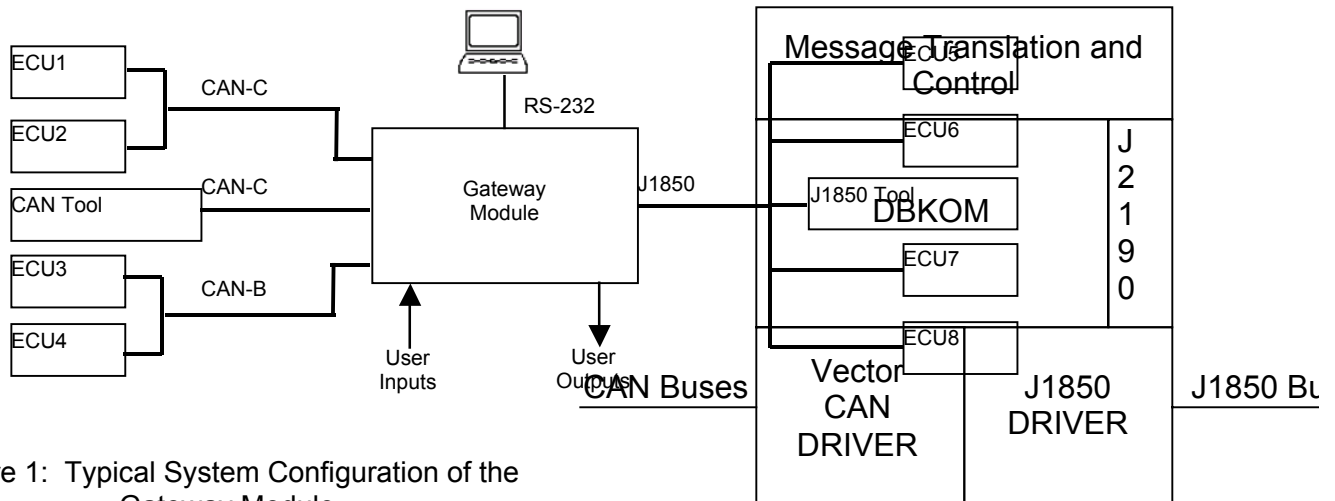 ECU1
CAN-C
ECU2
CAN-C
CAN Tool
ECU3
CAN-B
ECU4
RS-232
Gateway
Module
J1850
User
Inputs
User
Outputs
ECU5
ECU6
J1850 Tool
ECU7
ECU8
Message Translation and
Control
DBKOM
J
2
1
9
0
CAN Buses
Vector
CAN
DRIVER
J1850
DRIVER
J1850 Bu
re 1: Typical System Configuration of the
Gateway Module